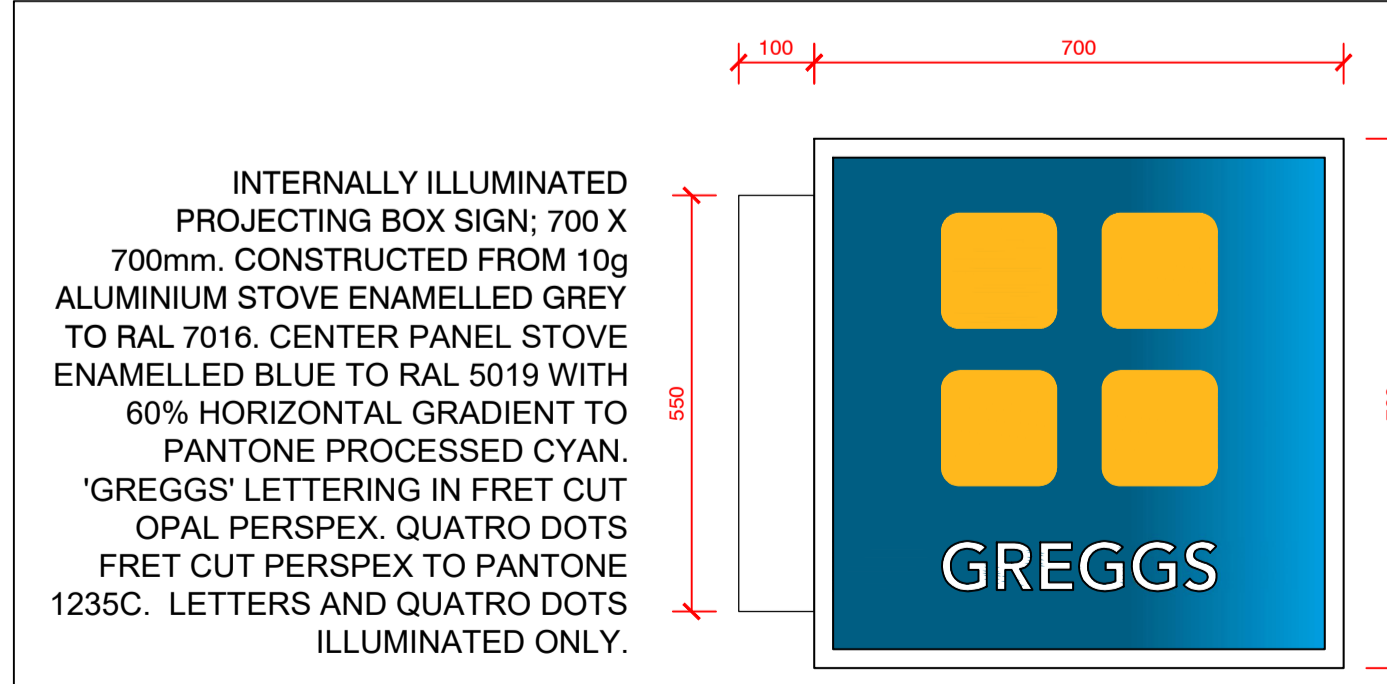 100
700
INTERNALLY ILLUMINATED
PROJECTING BOX SIGN; 700 X
700mm. CONSTRUCTED FROM 10g
ALUMINIUM STOVE ENAMELLED GREY
TO RAL 7016. CENTER PANEL STOVE
ENAMELLED BLUE TO RAL 5019 WITH
60% HORIZONTAL GRADIENT TO
PANTONE PROCESSED CYAN.
'GREGGS' LETTERING IN FRET CUT
OPAL PERSPEX. QUATRO DOTS
FRET CUT PERSPEX TO PANTONE
1235C.  LETTERS AND QUATRO DOTS
ILLUMINATED ONLY.
550
GREGGS